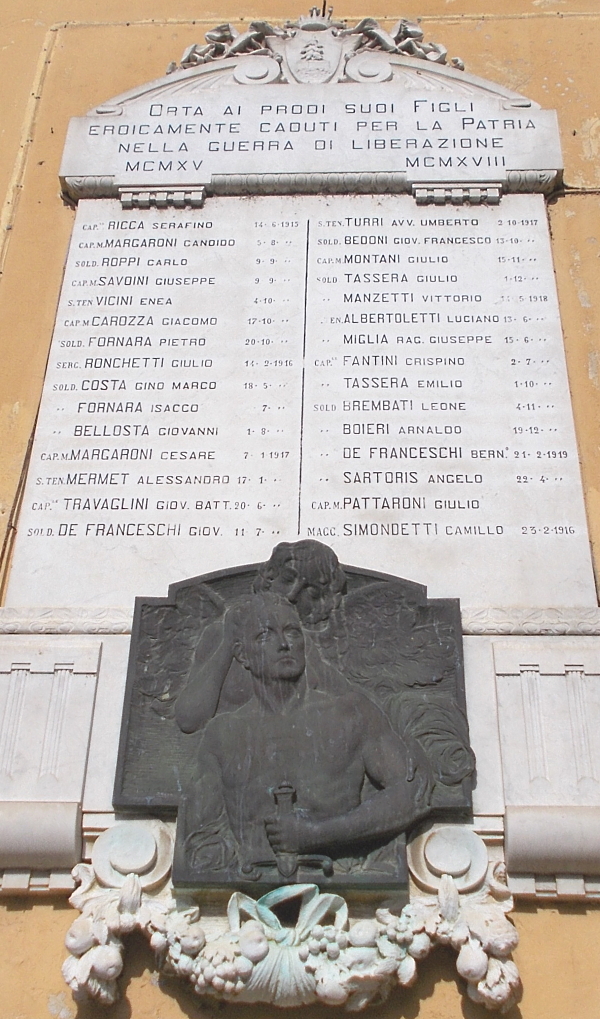 ORTA AI PRODI SUOI FIGLI
EROICAMENTE CADUTI PER LA PATRIA
NELLA GUERRA DI LIBERAZIONE
MCMXV MCMXVIII
CAP.LE RICCA SERAFINO 14·6·1915
CAP.M. MARGARONI CANDIDO 5·8· "
SOLD. ROPPI CARLO 9·9· "
CAP.M. SAVOINI GIUSEPPE 9·9· "
S.TEN VICINI ENEA 4·10· "
CAP.M. CAROZZA GIACOMO 17·10· "
SOLD. FORNARA PIETRO 20·10· "
SERG. RONCHETTI GIULIO 14·2·1916
SOLD. COSTA GINO MARCO 18·5· "
" FORNARA ISACCO 7· "
" BELLOSTA GIOVANNI 1·8· "
CAP.M. MARGARONI CESARE 7·1·1917
S.TEN. MERMET ALESSANDRO 17·1· "
CAP.LE TRAVAGLINI GIOV. BATT. 20·6· "
SOLD. DE FRANCESCHI GIOV. 11·7· "
S.TEN. TURRI AVV. UMBERTO 2·10·1917
SOLD. BEDONI GIOV. FRANCESCO 13·10· "
CAP.M. MONTANI GIULIO 15·11· "
SOLD TASSERA GIULIO 1·12· "
" MANZETTI VITTORIO 5·1918
TEN. ALBERTOLETTI LUCIANO 13·6· "
" MIGLIA RAG. GIUSEPPE 15·6· "
CAP.LE FANTINI CRISPINO 2·7· "
" TASSERA EMILIO 1·10· "
SOLD BREMBATI LEONE 4·11· "
" BOIERI ARNALDO 19·12· "
" DE FRANCESCHI BERN.O 21·2·1919
" SARTORIS ANGELO 22·4· "
CAP.M. PATTARONI GIULIO
MAGG. SIMONDETTI CAMILLO 23·2·1916